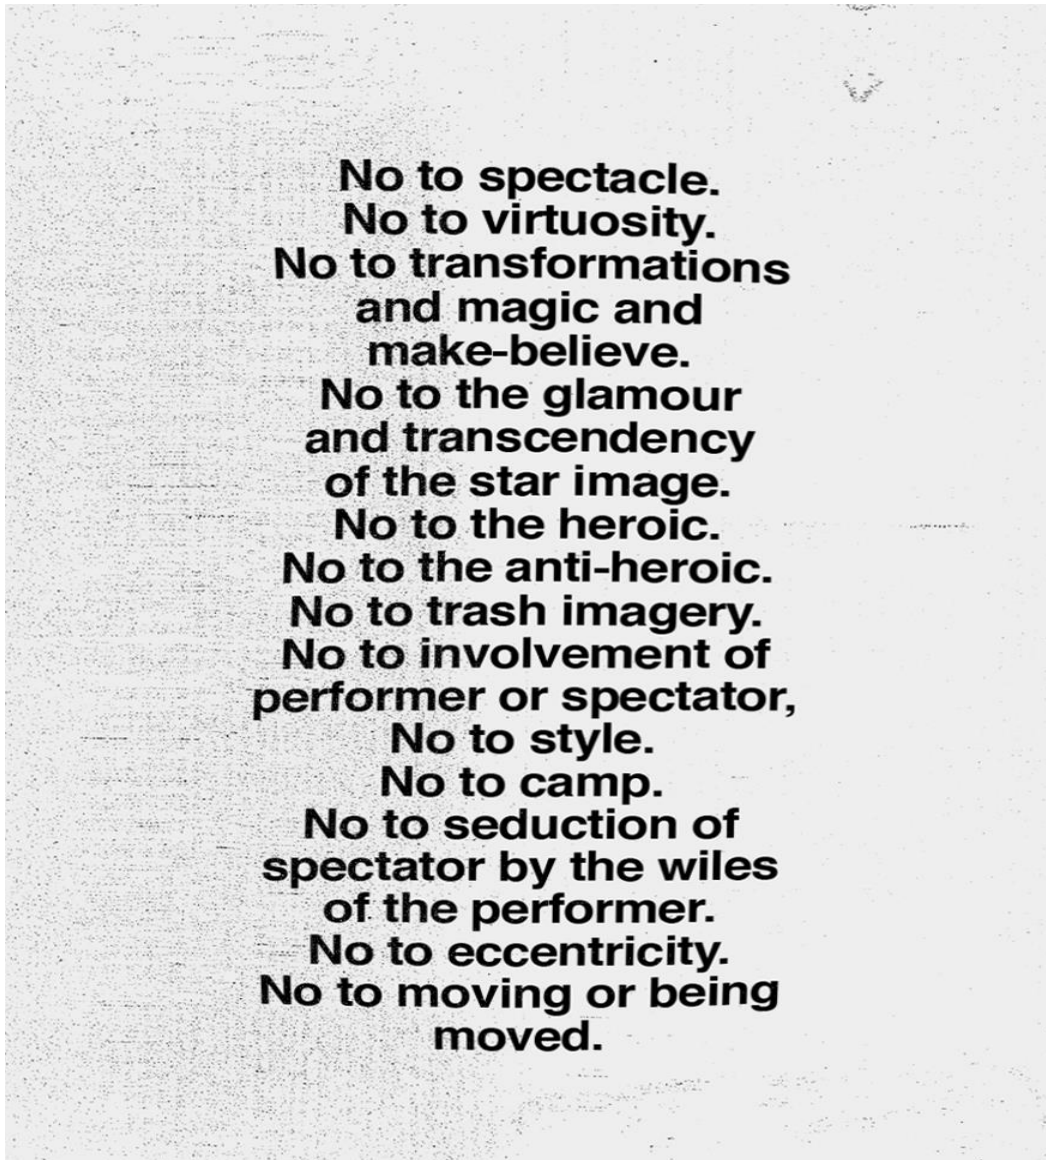 No to spectacle.
No to virtuosity.
No to transformations
and magic and
make-believe.
No to the glamour
and transcendency
of the star image.
No to the heroic.
No to the anti-heroic.
No to trash imagery.
No to involvement of
performer or spectator,
No to style.
No to camp.
No to seduction of
spectator by the wiles
of the performer.
No to eccentricity.
No to moving or being
moved.